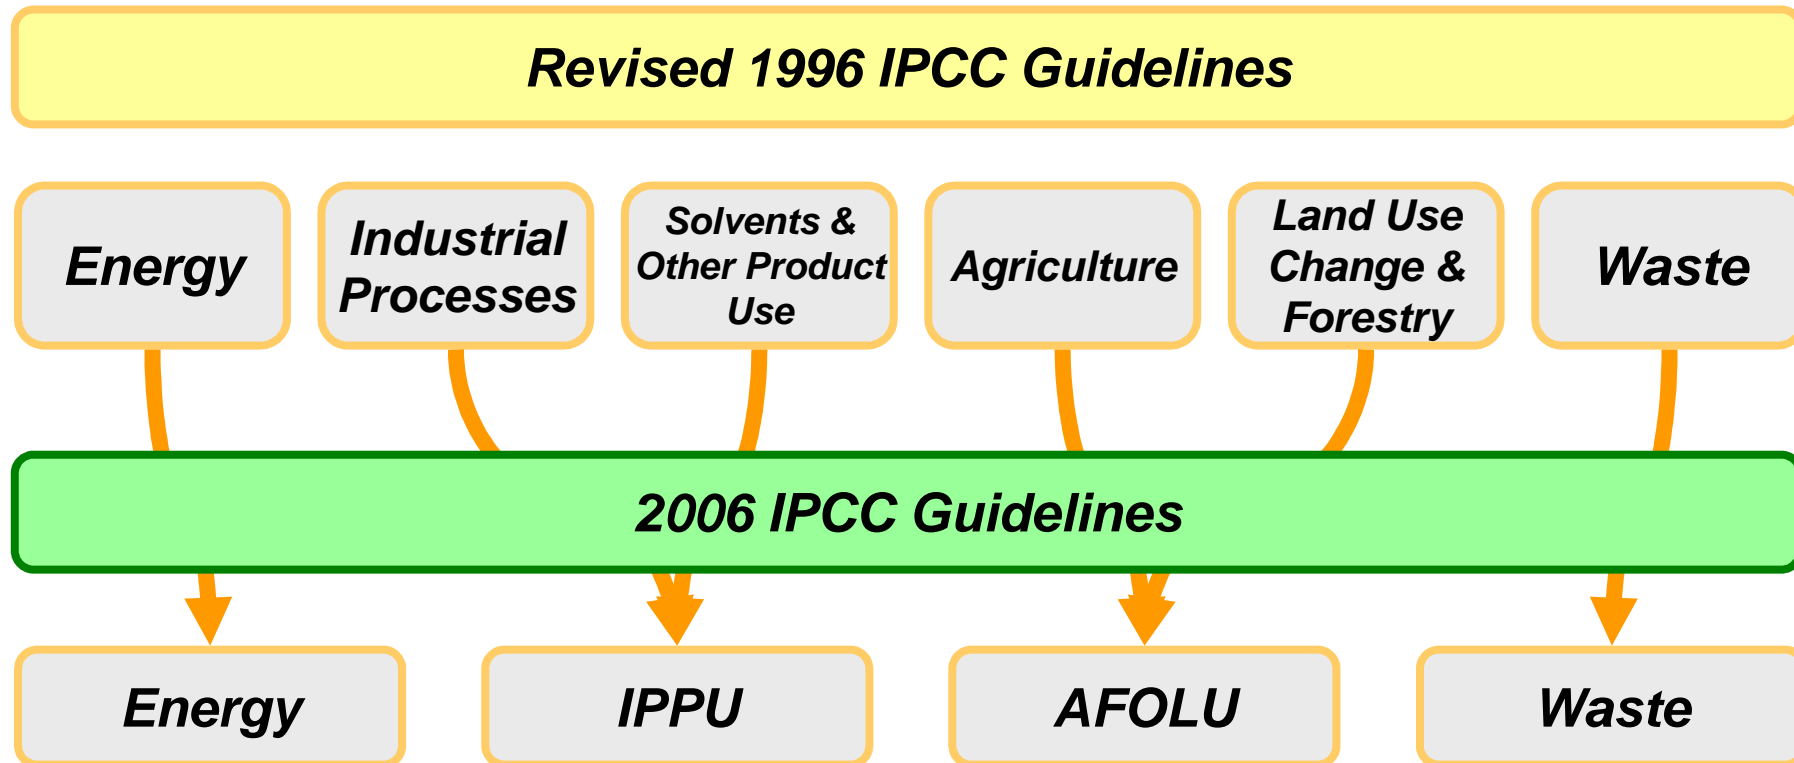 Revised 1996 IPCC Guidelines
Energy
Industrial
Processes
Solvents &
Other Product
Use
Agriculture
Land Use
Change &
Forestry
Waste
2006 IPCC Guidelines
Energy
IPPU
AFOLU
Waste